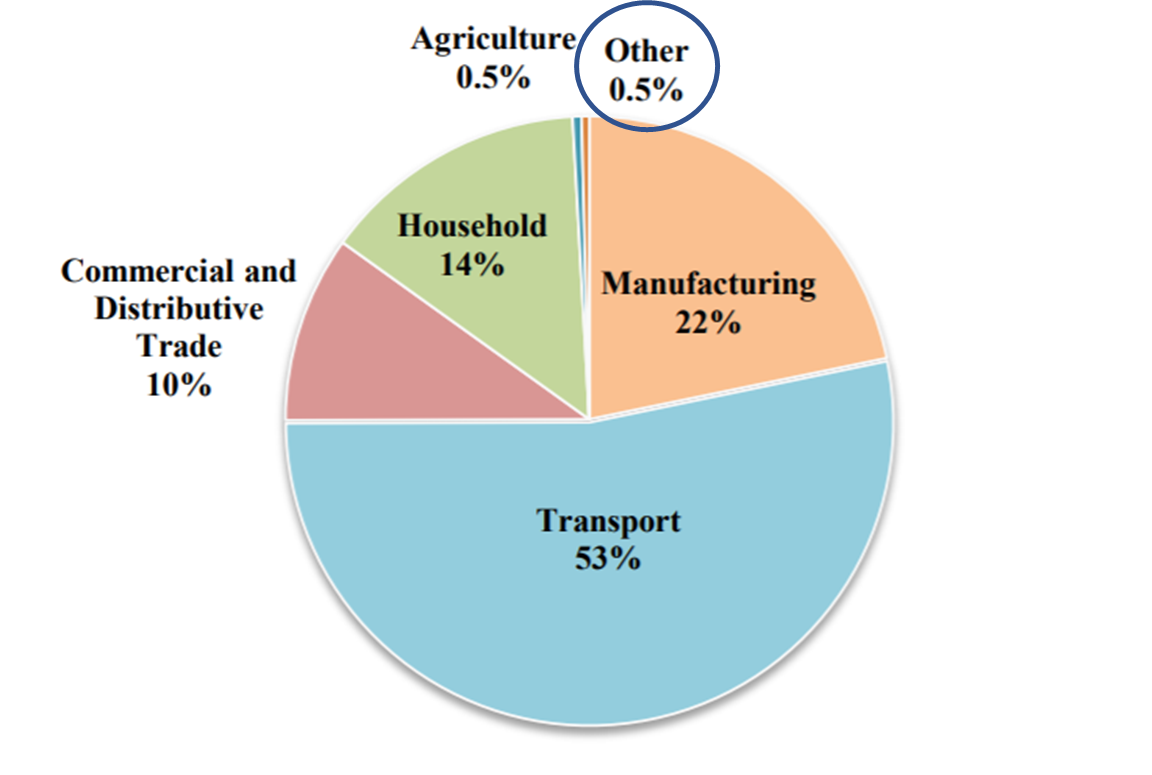 Agriculture
0.5%
Other
0.5%
Household
14%
Manufacturing
22%
Commercial and
Distributive
Trade
10%
Transport
53%